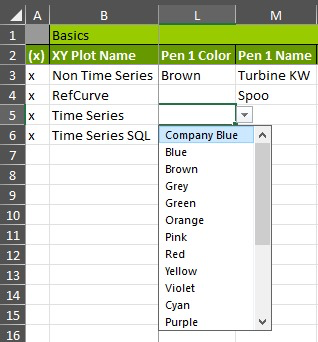 A B L M
1 Basics
2 (x) XY Plot Name Pen 1 Color Pen 1 Name
3 x Non Time Series Brown Turbine KW
4 x RefCurve Spoo
5 x Time Series
6 x Time Series SQL Company Blue
7 Blue
8 Brown
9 Grey
10 Green
11 Orange
12 Pink
13 Red
14 Yellow
15 Violet
Cyan
16 Purple